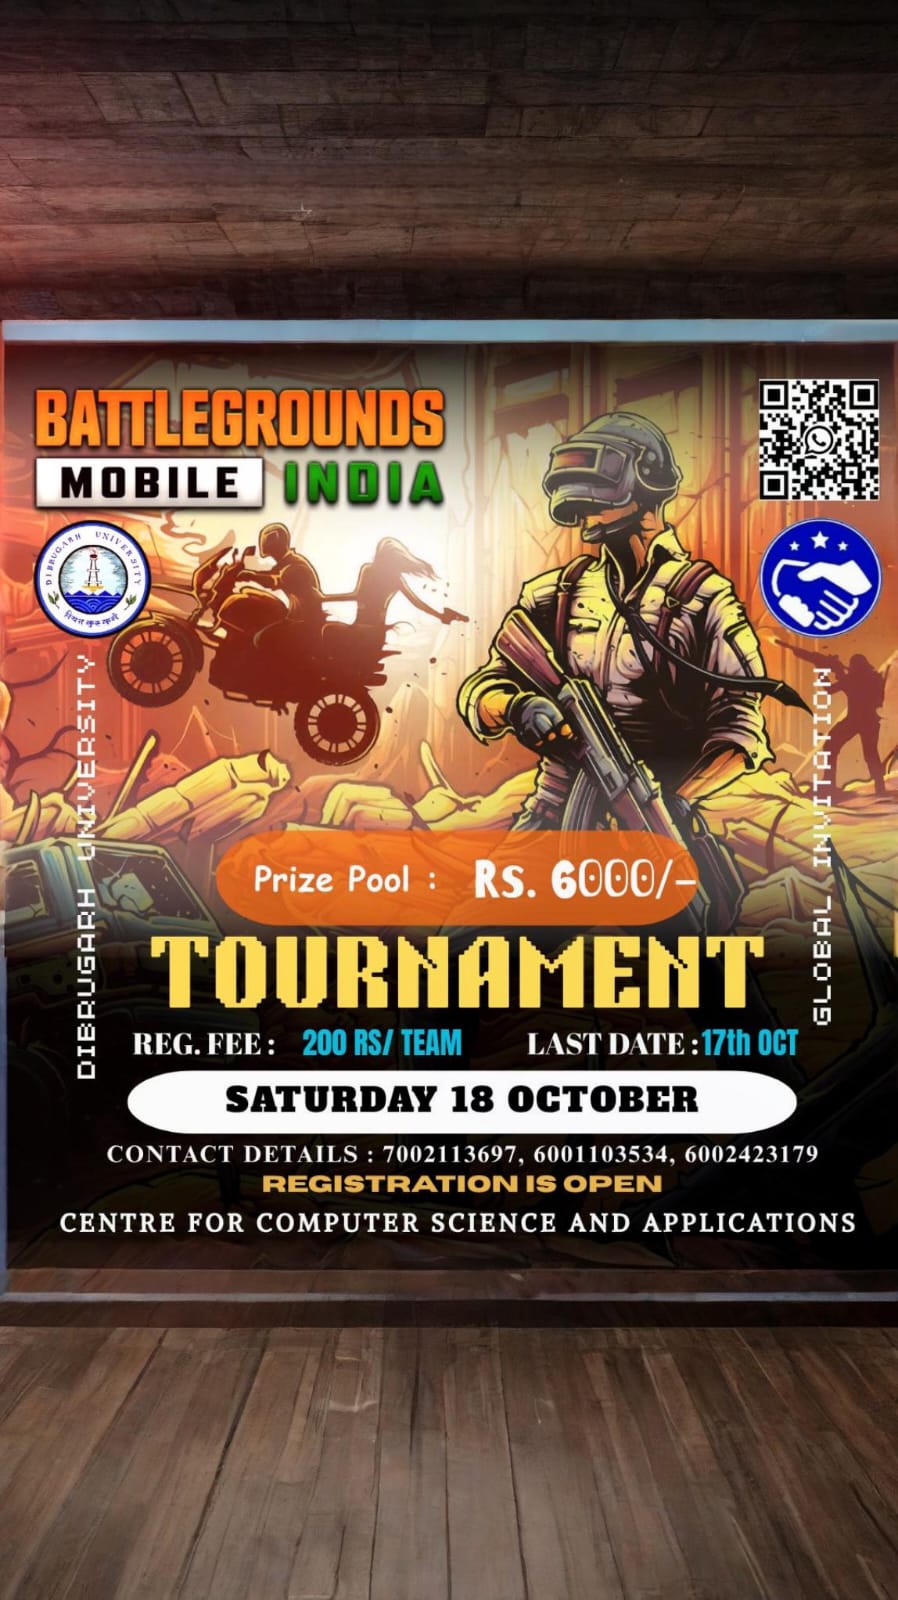 BATTLEGROUNDS
MOBILE INDIA
DIBRUGARH UNIVERSITY
DIBRUGARH UNIVERSITY
GLOBAL INVITATION
Prize Pool : Rs. 6000/-
TOURNAMENT
REG. FEE : 200 RS/ TEAM LAST DATE : 17th OCT
SATURDAY 18 OCTOBER
CONTACT DETAILS : 7002113697, 6001103534, 6002423179
REGISTRATION IS OPEN
CENTRE FOR COMPUTER SCIENCE AND APPLICATIONS